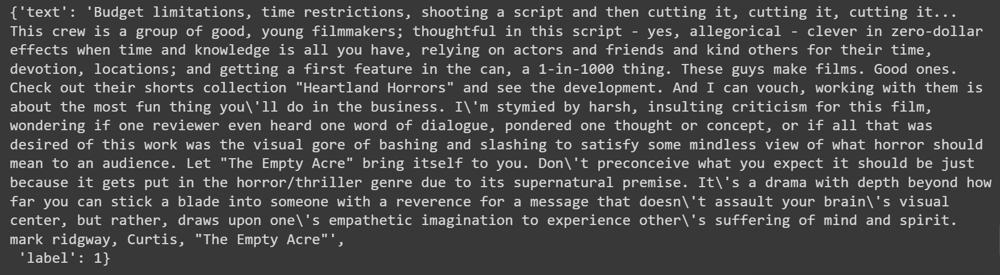 {'text': 'Budget limitations, time restrictions, shooting a script and then cutting it, cutting it, cutting it...
This crew is a group of good, young filmmakers; thoughtful in this script - yes, allegorical - clever in zero-dollar
effects when time and knowledge is all you have, relying on actors and friends and kind others for their time,
devotion, locations; and getting a first feature in the can, a 1-in-1000 thing. These guys make films. Good ones.
Check out their shorts collection "Heartland Horrors" and see the development. And I can vouch, working with them is
about the most fun thing you\'ll do in the business. I\'m stymied by harsh, insulting criticism for this film,
wondering if one reviewer even heard one word of dialogue, pondered one thought or concept, or if all that was
desired of this work was the visual gore of bashing and slashing to satisfy some mindless view of what horror should
mean to an audience. Let "The Empty Acre" bring itself to you. Don\'t preconceive what you expect it should be just
because it gets put in the horror/thriller genre due to its supernatural premise. It\'s a drama with depth beyond how
far you can stick a blade into someone with a reverence for a message that doesn\'t assault your brain\'s visual
center, but rather, draws upon one\'s empathetic imagination to experience other\'s suffering of mind and spirit.
mark ridgway, Curtis, "The Empty Acre"',
 'label': 1}